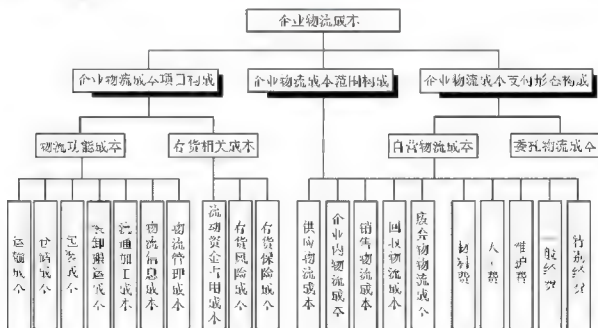 企业物流成本
企业物流成本项目构成
企业物流成本范围构成
企业物流成本支付形态构成
物流功能成本
存货相关成本
自营物流成本
委托物流成本
运输成本
仓储成本
包装成本
装卸搬运成本
流通加工成本
物流信息成本
物流管理成本
流动资金占用成本
存货风险成本
存货保险成本
供应物流成本
企业内物流成本
销售物流成本
回收物流成本
废弃物物流成本
材料费
人工费
维护费
一般经费
特别经费